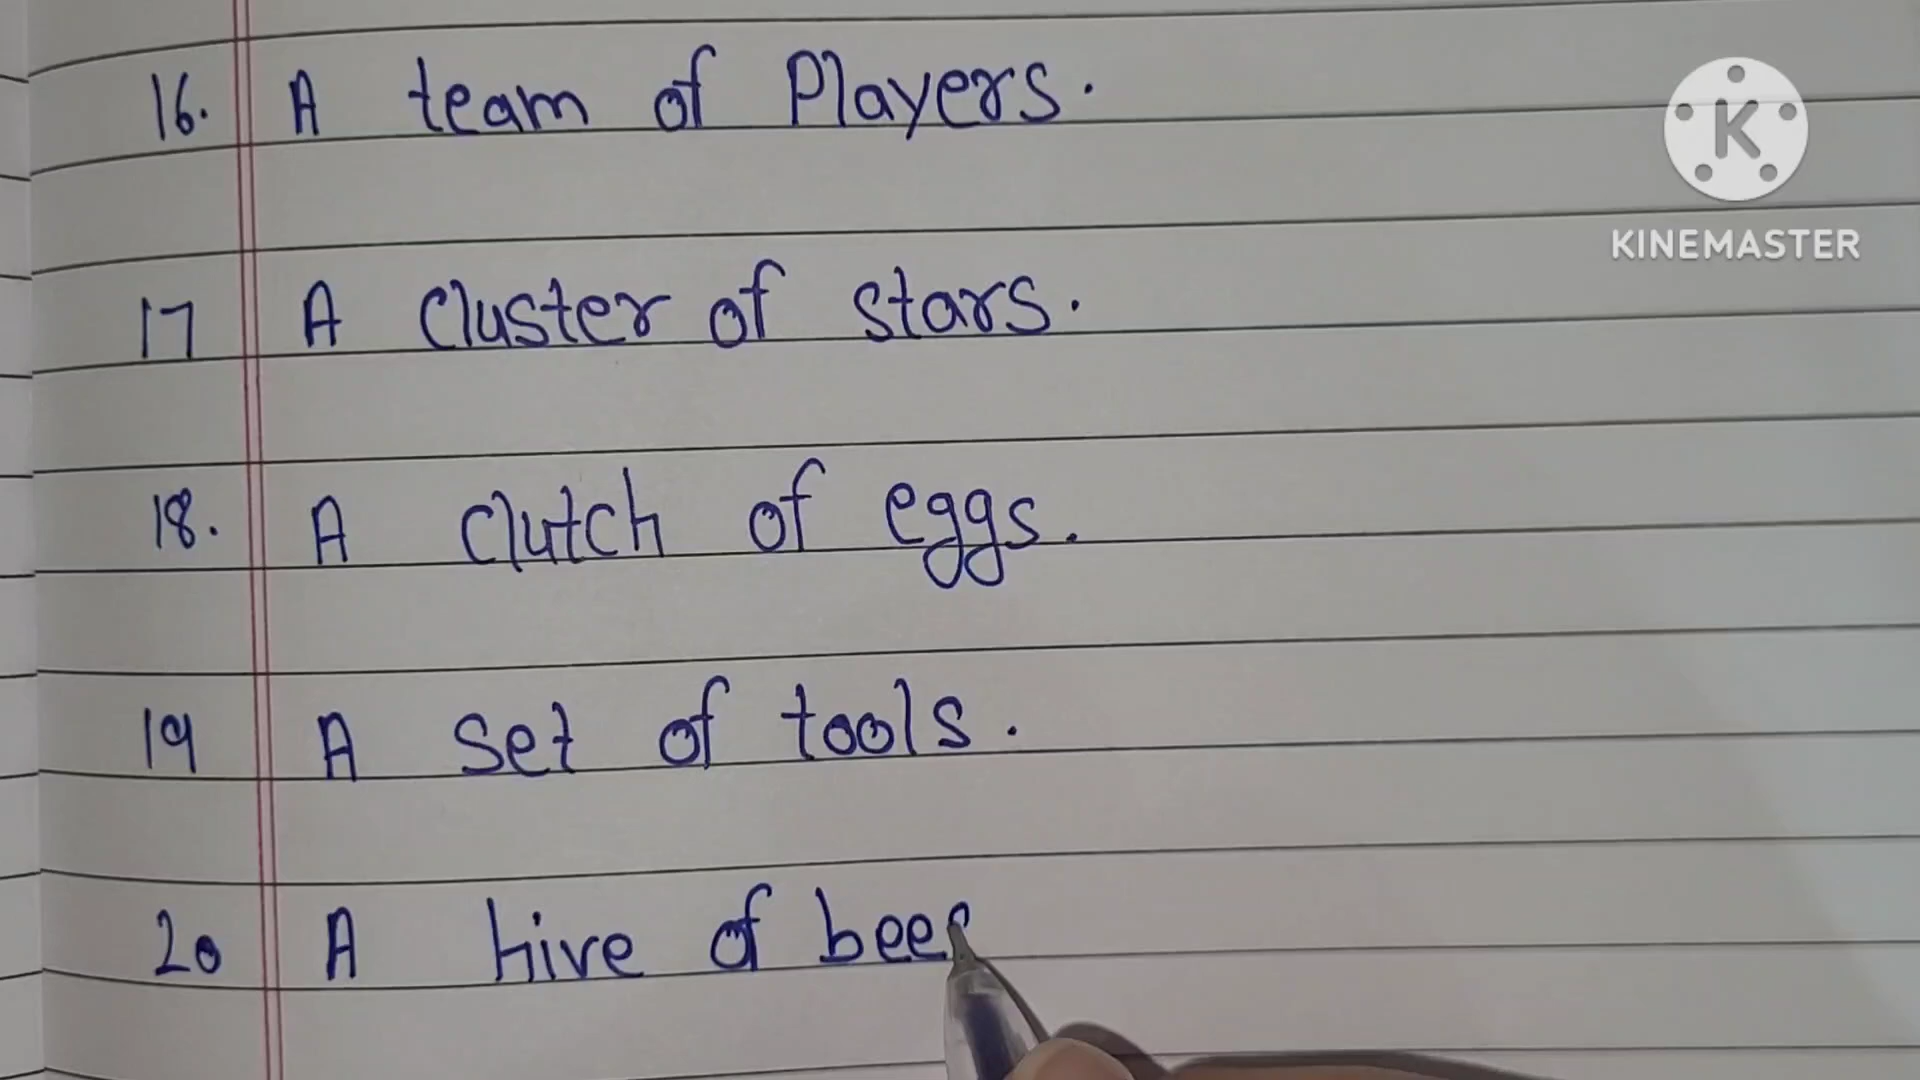 16. A team of Players.
K
KINEMASTER
17 A cluster of stars.
18. A clutch of eggs.
19 A set of tools.
20 A hive of bees